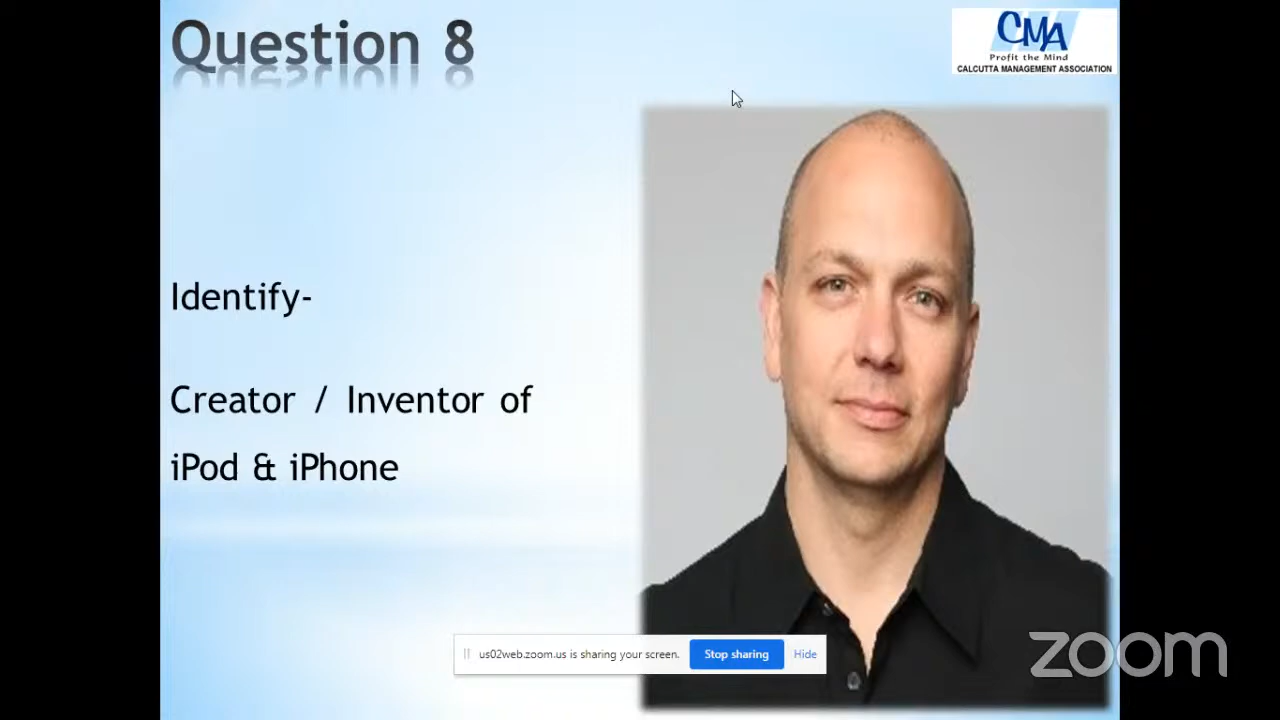 Question 8
CMA
Profit the Mind
CALCUTTA MANAGEMENT ASSOCIATION
Identify-
Creator / Inventor of
iPod & iPhone
us02web.zoom.us is sharing your screen. Stop sharing Hide
zoom